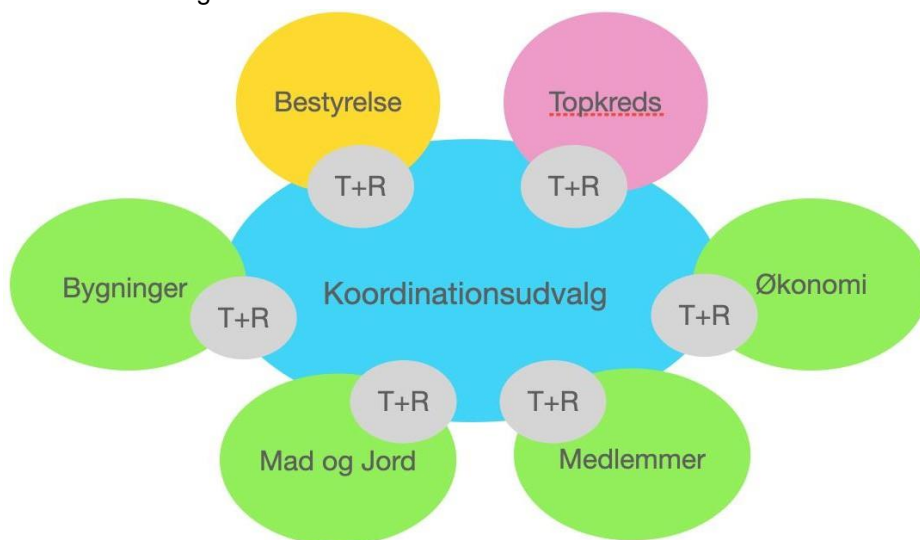 Bestyrelse
Topkreds
T+R
T+R
Bygninger
Koordinationsudvalg
Økonomi
T+R
T+R
T+R
T+R
Mad og Jord
Medlemmer